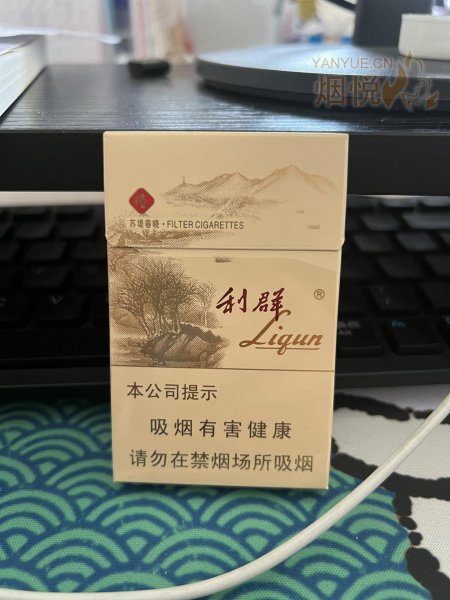 YANYUE.CN
烟悦
苏堤春晓·FILTER CIGARETTES
利群 ®
Liqun
本公司提示
吸烟有害健康
请勿在禁烟场所吸烟